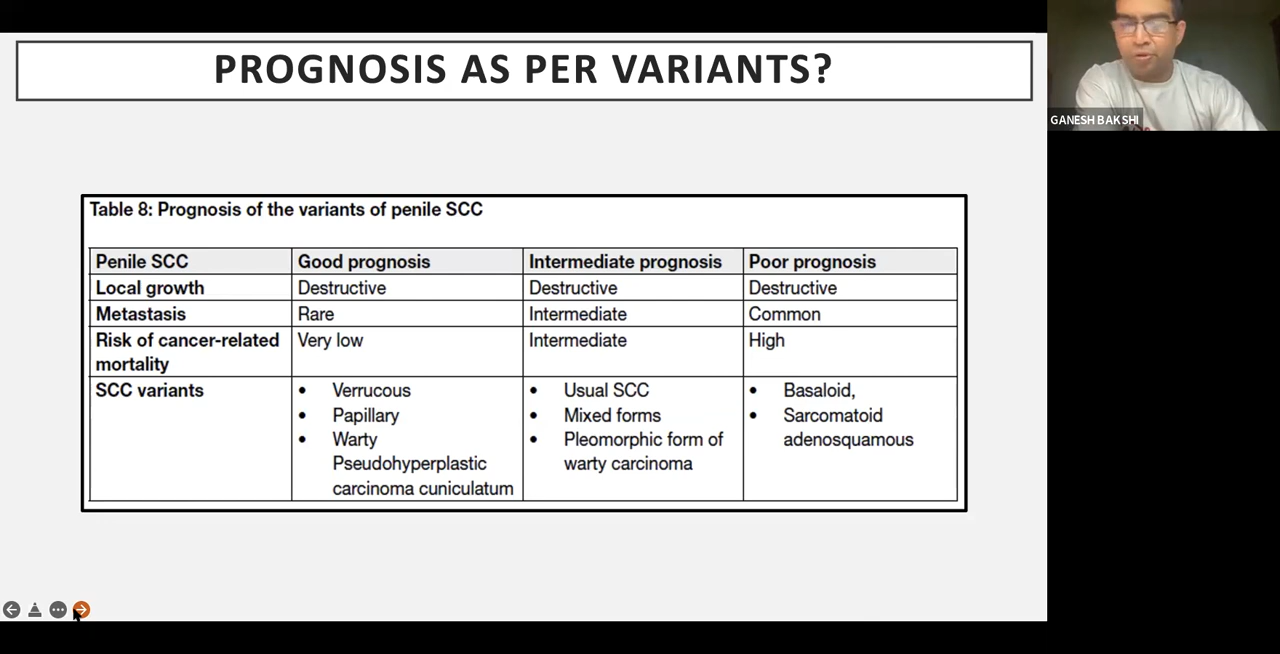 PROGNOSIS AS PER VARIANTS?
GANESH BAKSHI
Table 8: Prognosis of the variants of penile SCC
Penile SCC Good prognosis Intermediate prognosis Poor prognosis
Local growth Destructive Destructive Destructive
Metastasis Rare Intermediate Common
Risk of cancer-related mortality Very low Intermediate High
SCC variants
• Verrucous
• Papillary
• Warty
Pseudohyperplastic
carcinoma cuniculatum
• Usual SCC
• Mixed forms
• Pleomorphic form of
warty carcinoma
• Basaloid,
• Sarcomatoid
adenosquamous